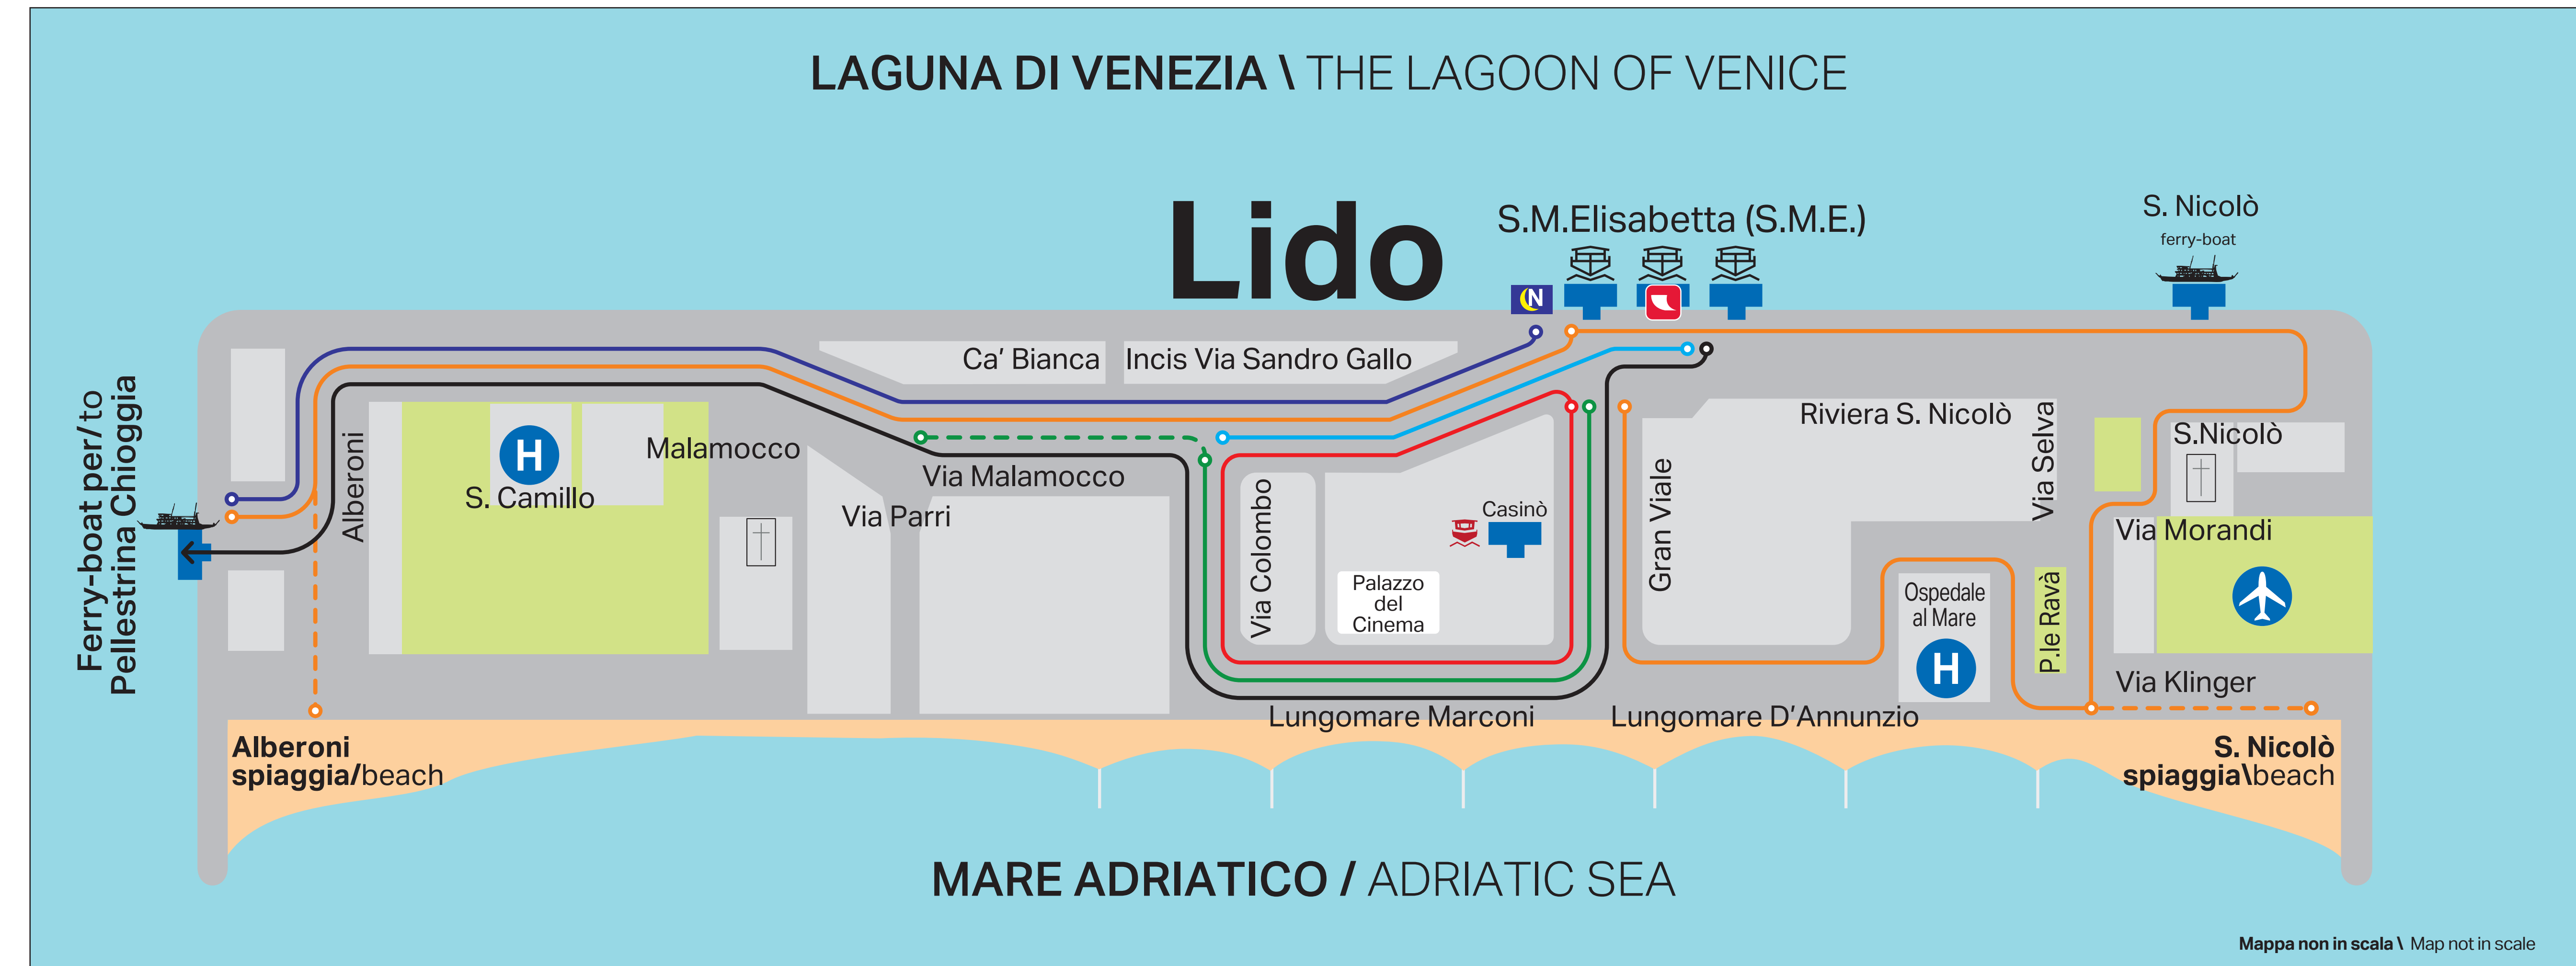 LAGUNA DI VENEZIA \ THE LAGOON OF VENICE
Lido
S.M.Elisabetta (S.M.E.)
S. Nicolò
ferry-boat
N
Ca’ Bianca
Incis Via Sandro Gallo
Ferry-boat per/to
Pellestrina Chioggia
Alberoni
H
S. Camillo
Malamocco
Via Malamocco
Via Parri
Via Colombo
Casinò
Palazzo
del
Cinema
Gran Viale
Riviera S. Nicolò
Via Selva
S.Nicolò
Via Morandi
Ospedale
al Mare
H
P.le Ravà
Via Klinger
Lungomare Marconi
Lungomare D’Annunzio
Alberoni
spiaggia/beach
S. Nicolò
spiaggia\beach
MARE ADRIATICO / ADRIATIC SEA
Mappa non in scala \ Map not in scale